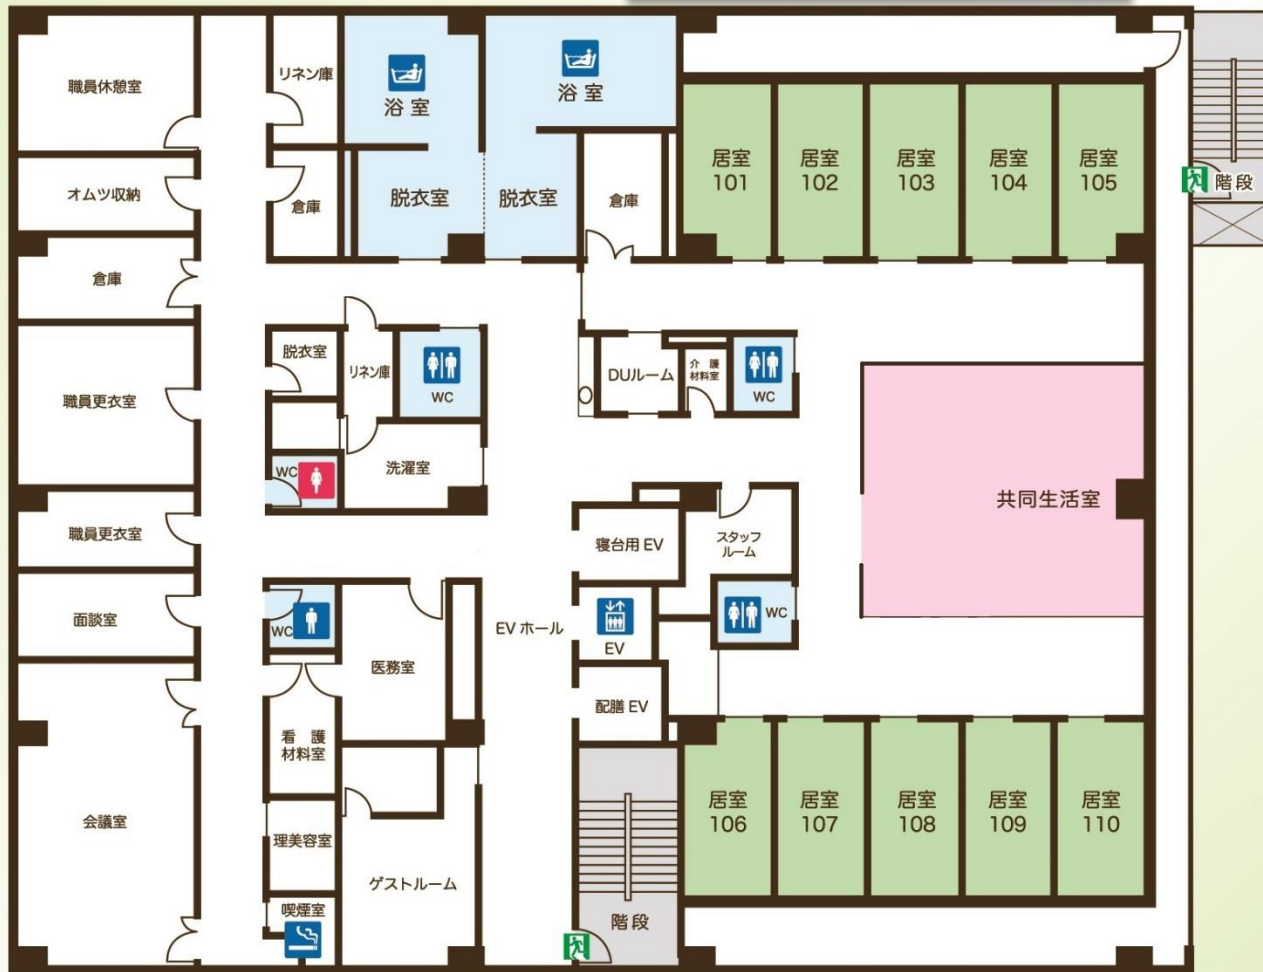 職員休憩室
リネン庫
浴室
浴室
オムツ収納
倉庫
脱衣室
脱衣室
倉庫
居室
101
居室
102
居室
103
居室
104
居室
105
階段
倉庫
脱衣室
リネン庫
WC
DUルーム
介護
材料室
WC
職員更衣室
WC
洗濯室
共同生活室
職員更衣室
寝台用 EV
スタッフ
ルーム
面談室
WC
医務室
EV ホール
EV
WC
配膳 EV
看護
材料室
会議室
理美容室
ゲストルーム
喫煙室
階段
居室
106
居室
107
居室
108
居室
109
居室
110